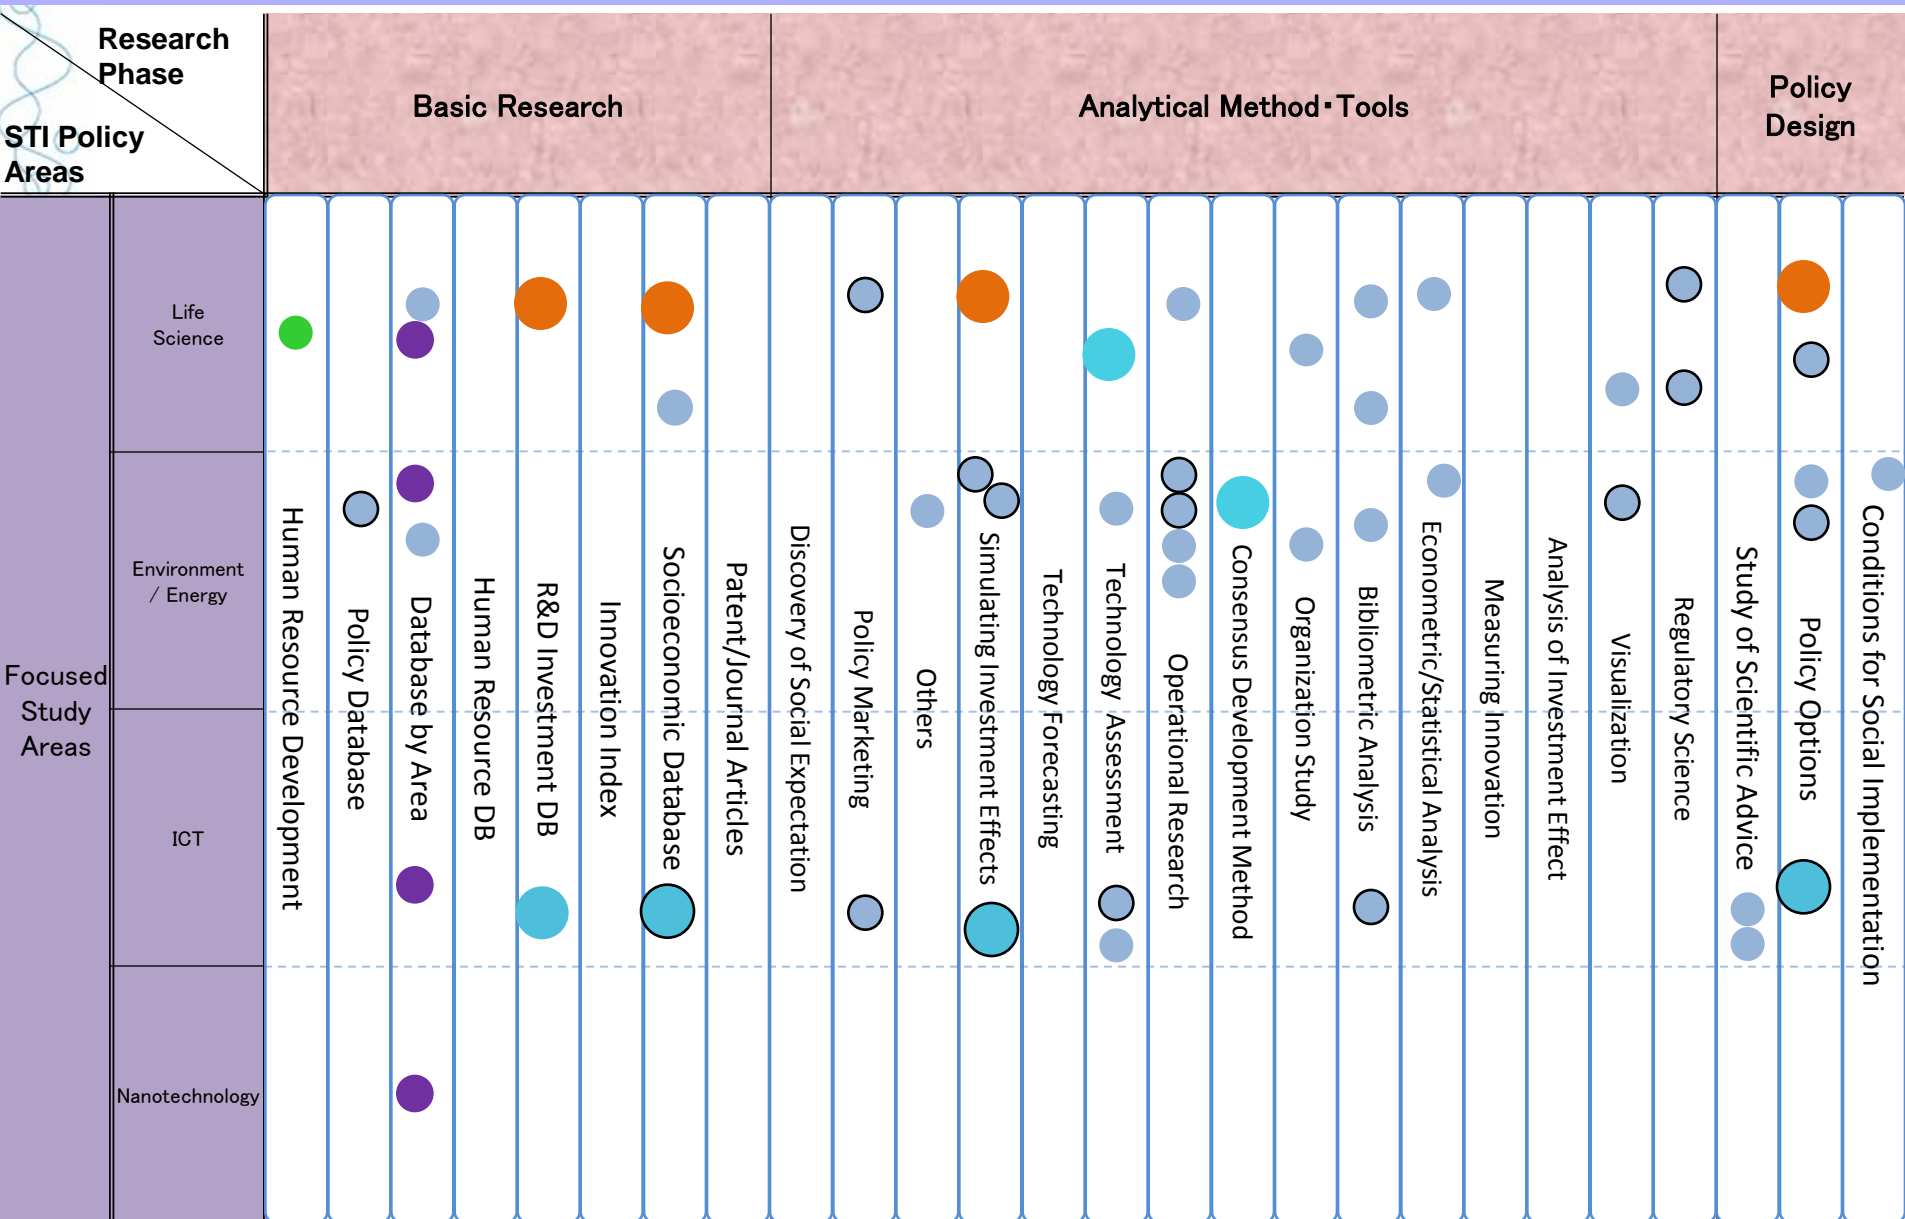 Research
Phase
STI Policy
Areas
Basic Research
Analytical Method・Tools
Policy
Design
Focused
Study
Areas
Life
Science
Environment
/ Energy
ICT
Nanotechnology
Human Resource Development
Policy Database
Database by Area
Human Resource DB
R&D Investment DB
Innovation Index
Socioeconomic Database
Patent/Journal Articles
Discovery of Social Expectation
Policy Marketing
Others
Simulating Investment Effects
Technology Forecasting
Technology Assessment
Operational Research
Consensus Development Method
Organization Study
Bibliometric Analysis
Econometric/Statistical Analysis
Measuring Innovation
Analysis of Investment Effect
Visualization
Regulatory Science
Study of Scientific Advice
Policy Options
Conditions for Social Implementation